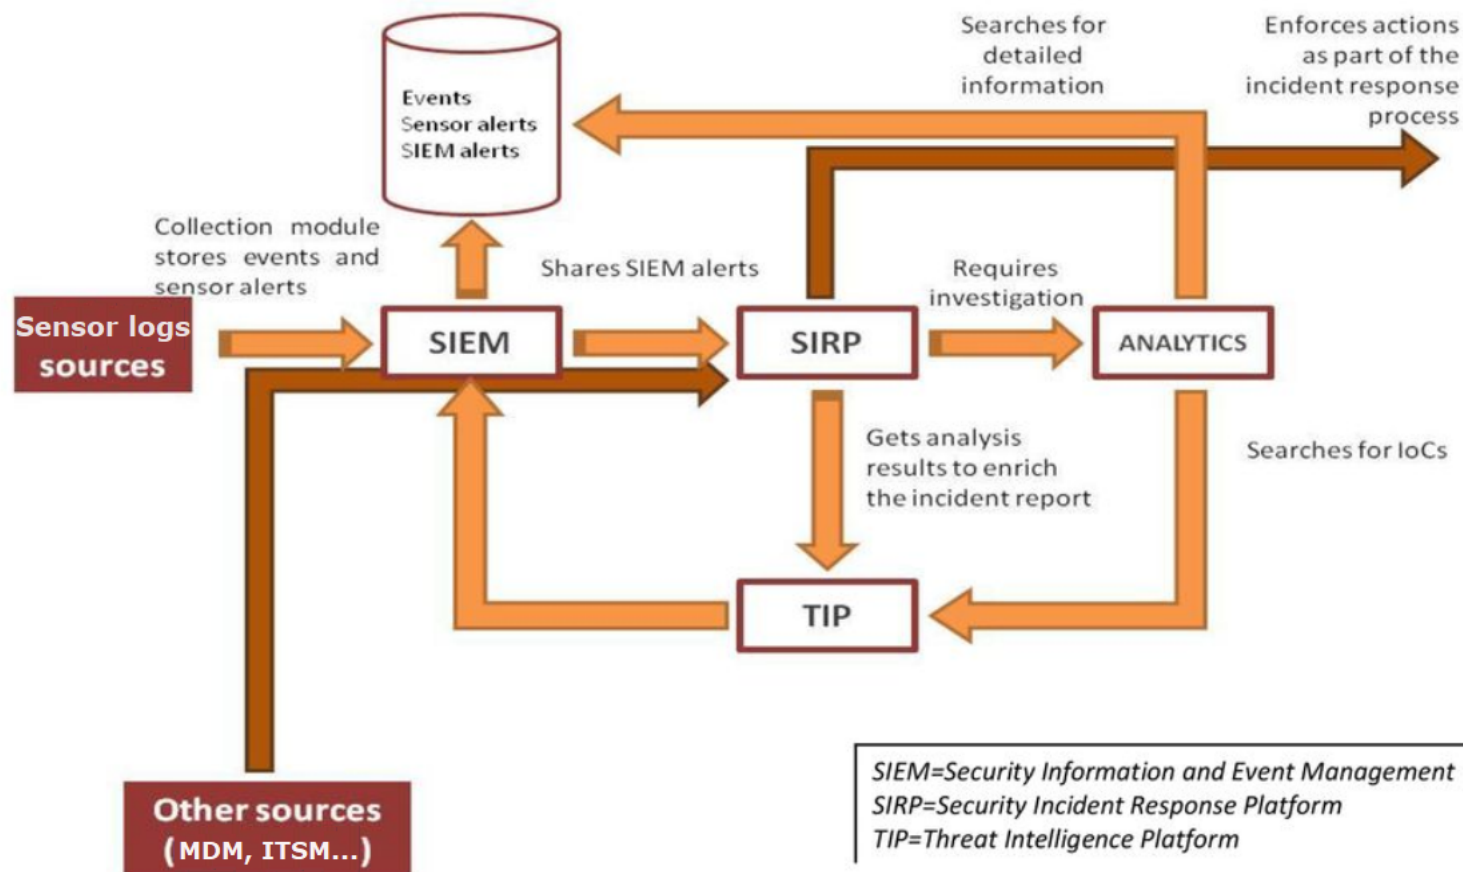 Searches for
detailed
information
Enforces actions
as part of the
incident response
process
Events
Sensor alerts
SIEM alerts
Collection module
stores events and
sensor alerts
Shares SIEM alerts
Requires
investigation
Sensor logs
sources
SIEM
SIRP
ANALYTICS
Gets analysis
results to enrich
the incident report
Searches for IoCs
TIP
Other sources
(MDM, ITSM...)
SIEM=Security Information and Event Management
SIRP=Security Incident Response Platform
TIP=Threat Intelligence Platform